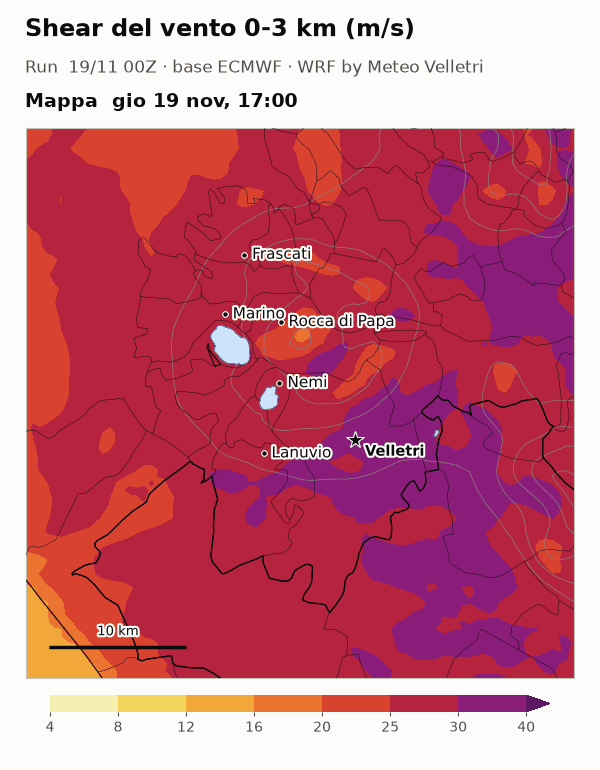 Shear del vento 0-3 km (m/s)
Run  19/11 00Z · base ECMWF · WRF by Meteo Velletri
Mappa  gio 19 nov, 17:00
Frascati
Marino
Rocca di Papa
Nemi
Velletri
Lanuvio
10 km
4 8 12 16 20 25 30 40